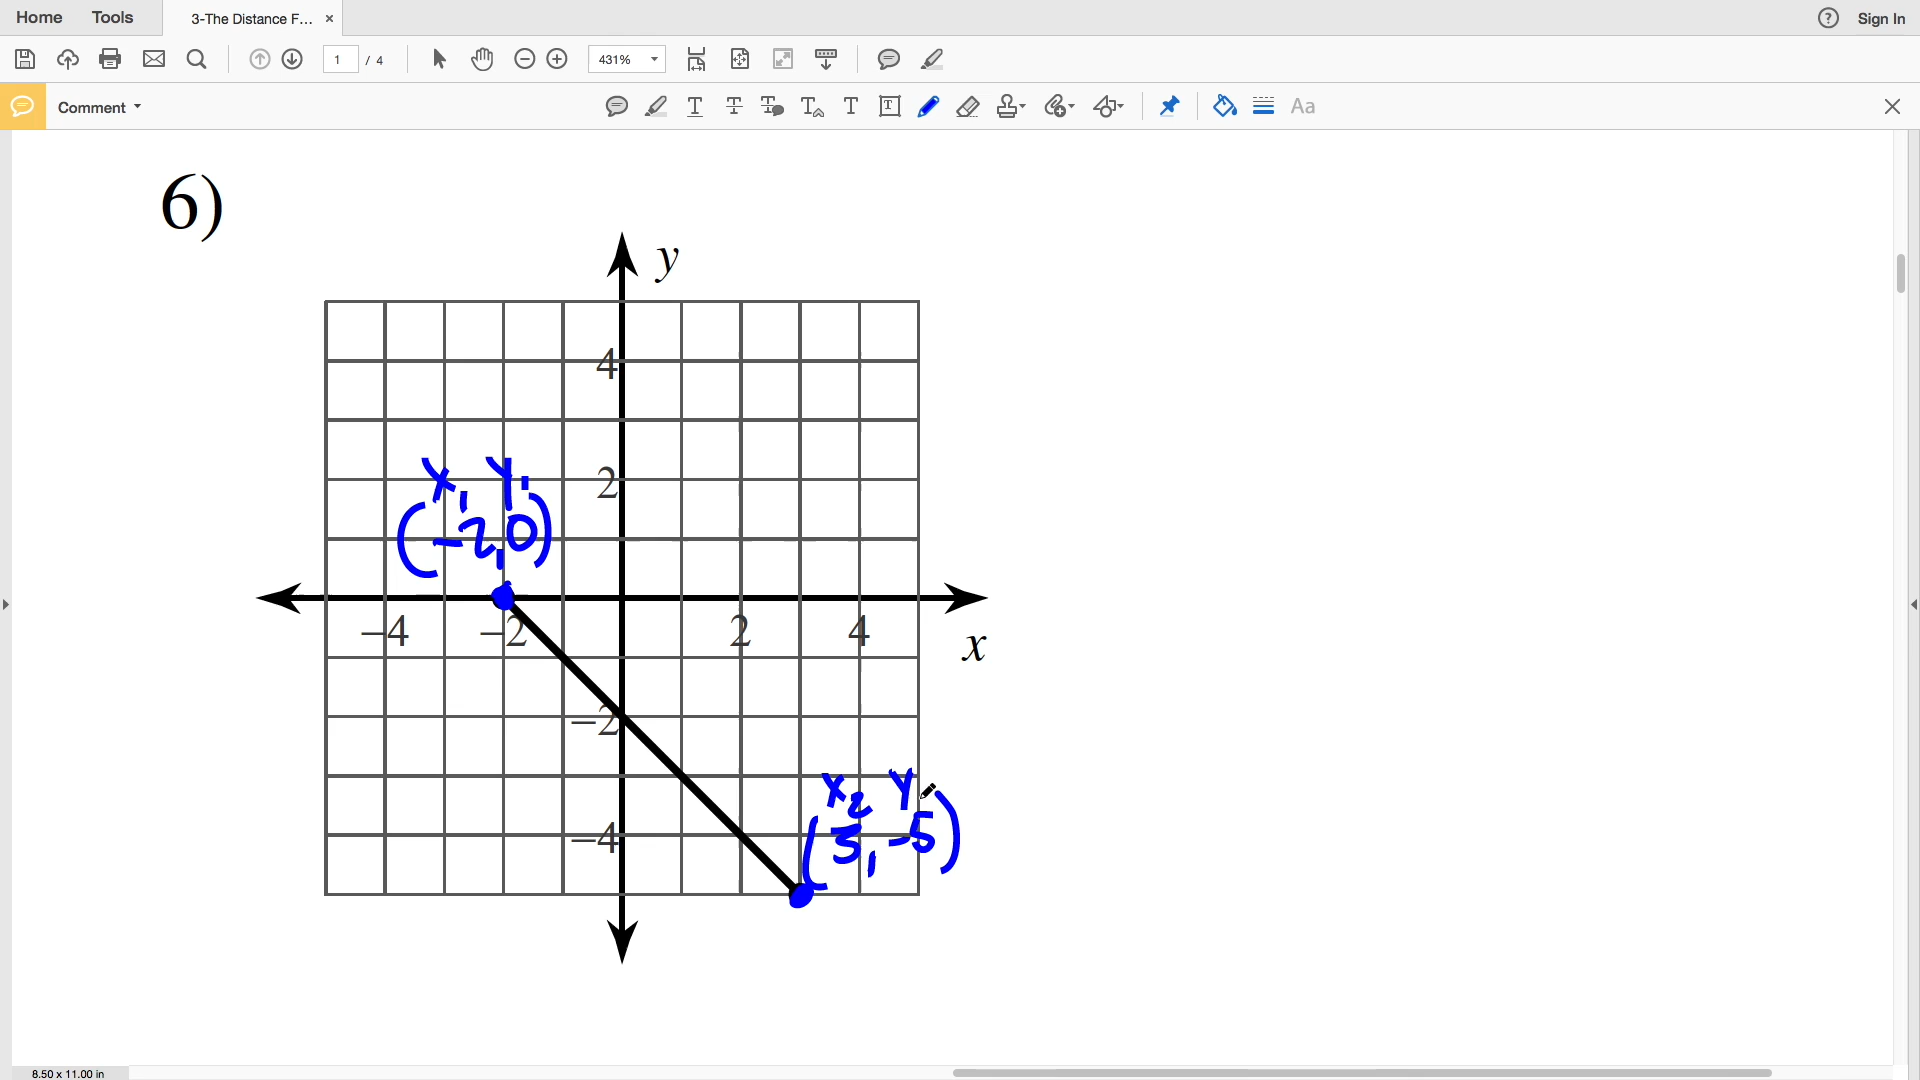 Home Tools 3-The Distance F... × ? Sign In
1 / 4 431%
Comment T T T T T T Aa
6)
y
4
x₁ y₁
2
(-2,0)
−4 −2 2 4
x
−2
x₂ y
−4
(3,-5)
8.50 x 11.00 in